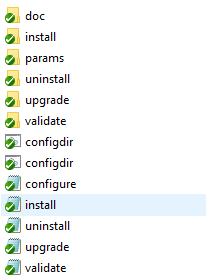 doc
install
params
uninstall
upgrade
validate
configdir
configdir
configure
install
uninstall
upgrade
validate